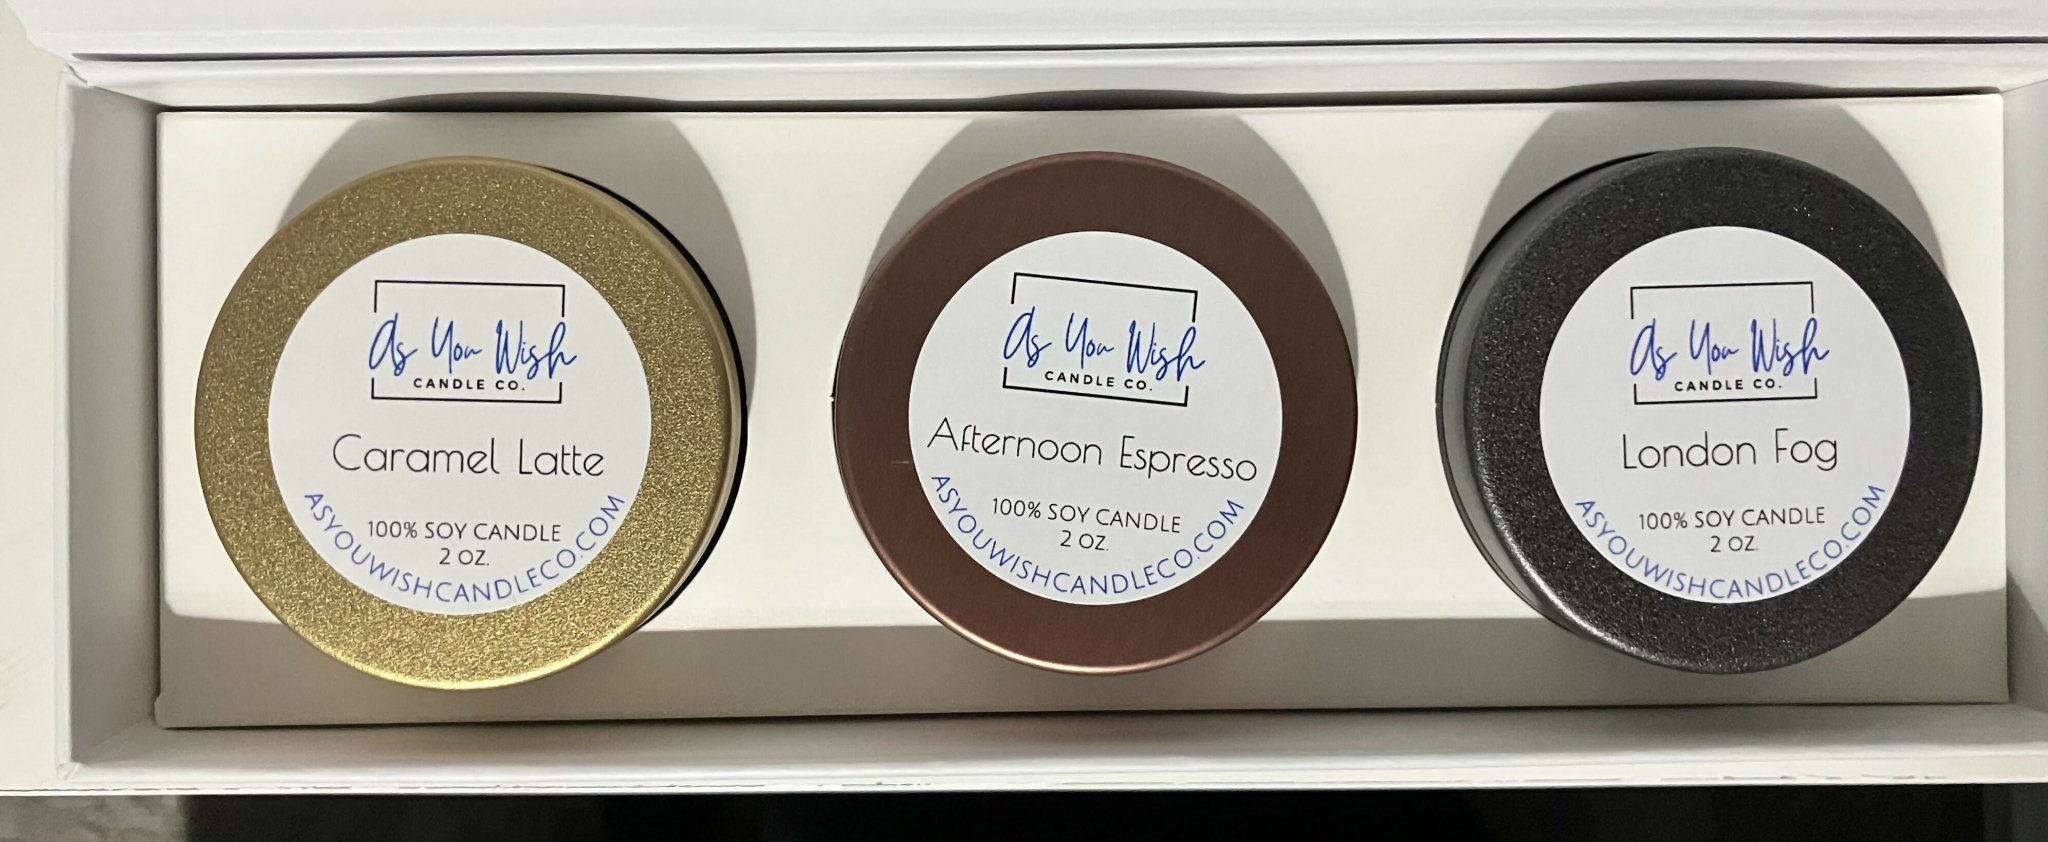 As You Wish
CANDLE CO.
Caramel Latte
100% SOY CANDLE
2 OZ.
ASYOUWISHCANDLECO.COM
As You Wish
CANDLE CO.
Afternoon Espresso
100% SOY CANDLE
2 OZ.
ASYOUWISHCANDLECO.COM
As You Wish
CANDLE CO.
London Fog
100% SOY CANDLE
2 OZ.
ASYOUWISHCANDLECO.COM